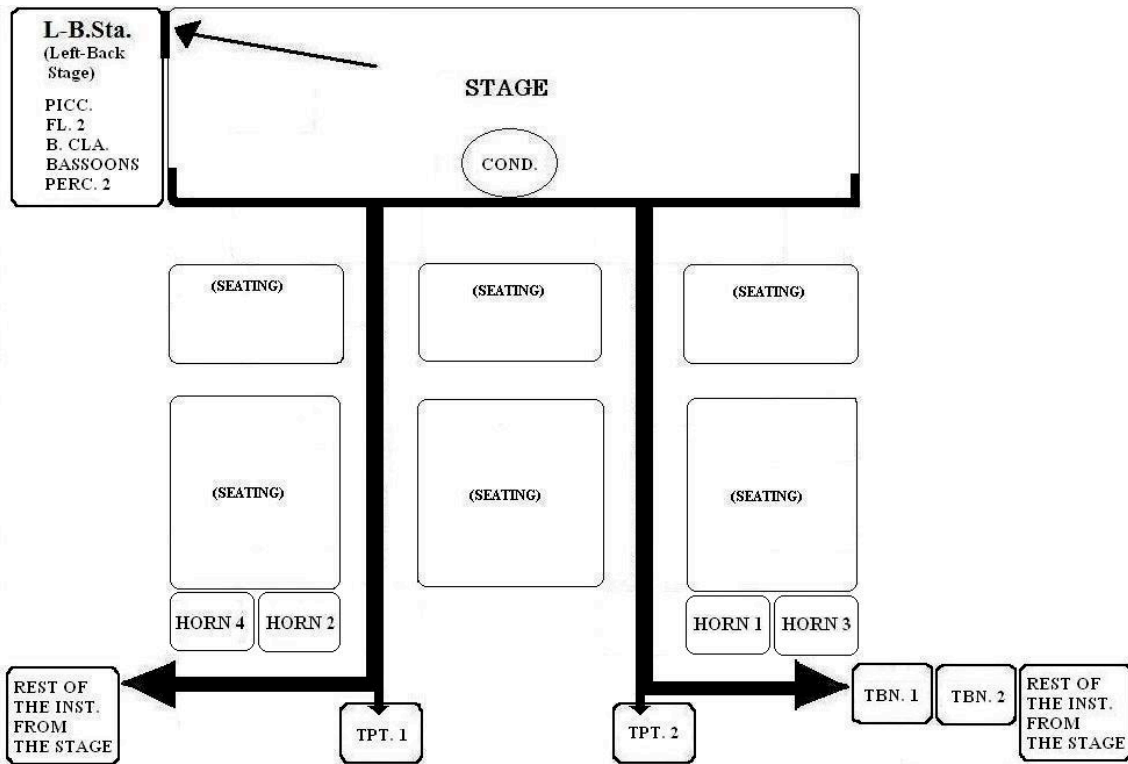 L-B.Sta.
(Left-Back
Stage)
PICC.
FL. 2
B. CLA.
BASSOONS
PERC. 2
STAGE
COND.
(SEATING)
(SEATING)
(SEATING)
(SEATING)
(SEATING)
(SEATING)
HORN 4
HORN 2
HORN 1
HORN 3
REST OF
THE INST.
FROM
THE STAGE
TPT. 1
TPT. 2
TBN. 1
TBN. 2
REST OF
THE INST.
FROM
THE STAGE